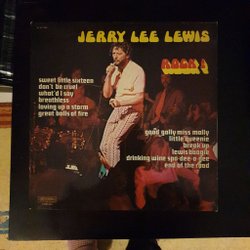 JERRY LEE LEWIS
ROCK !
sweet little sixteen
don't be cruel
what'd i say
breathless
loving up a storm
great balls of fire
good golly miss molly
little queenie
break up
lewis boogie
drinking wine spo-dee-o-dee
end of the road